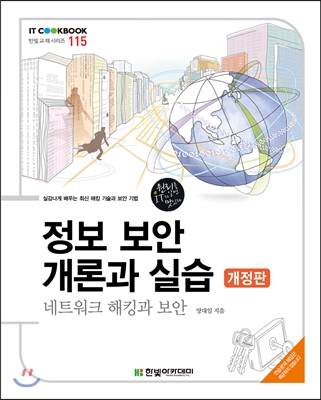 IT COOKBOOK
한빛 교재 시리즈 115
실감나게 배우는 최신 해킹 기술과 보안 기법
정보 보안
개론과 실습
개정판
네트워크 해킹과 보안
양대일 지음
한빛아카데미